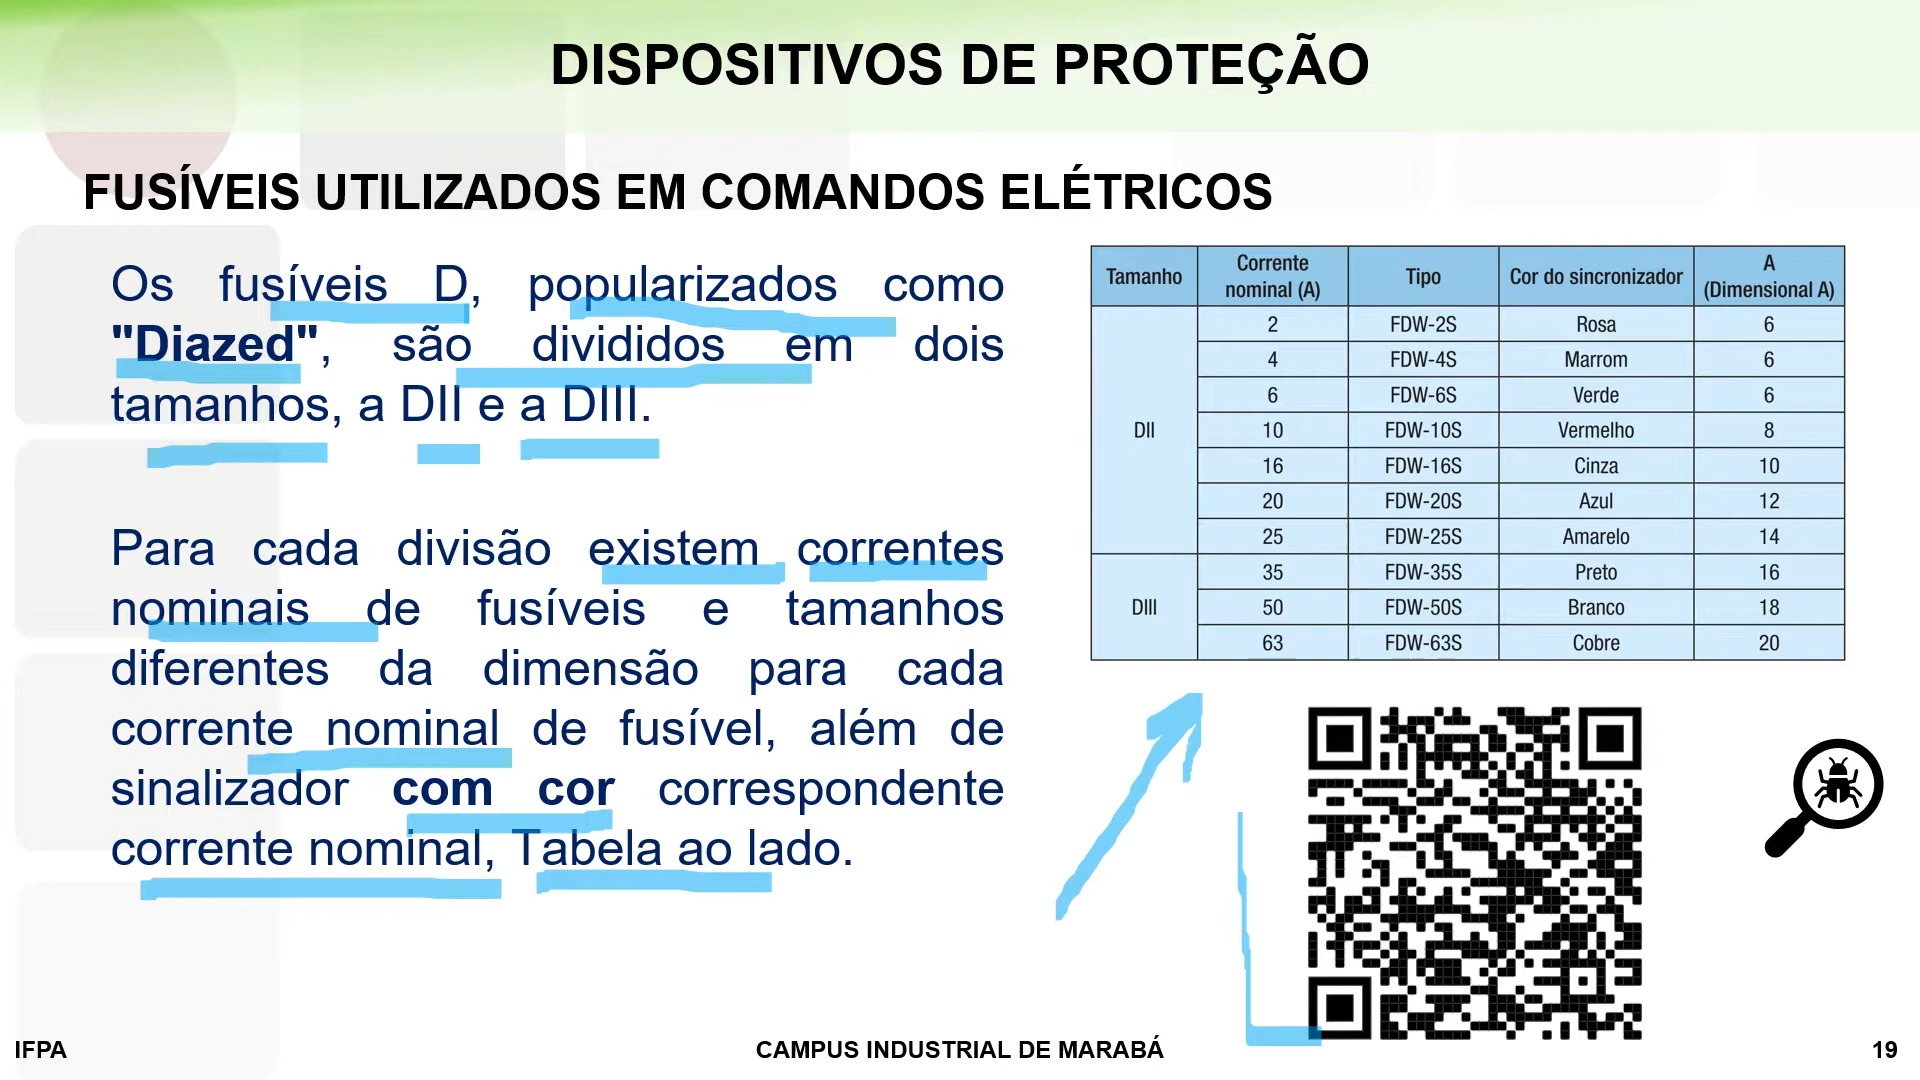 DISPOSITIVOS DE PROTEÇÃO
FUSÍVEIS UTILIZADOS EM COMANDOS ELÉTRICOS
Os fusíveis D, popularizados como
"Diazed", são divididos em dois
tamanhos, a DII e a DIII.
Para cada divisão existem correntes
nominais de fusíveis e tamanhos
diferentes da dimensão para cada
corrente nominal de fusível, além de
sinalizador com cor correspondente
corrente nominal, Tabela ao lado.
Tamanho Corrente nominal (A) Tipo Cor do sincronizador A (Dimensional A)
DII
2 FDW-2S Rosa 6
4 FDW-4S Marrom 6
6 FDW-6S Verde 6
10 FDW-10S Vermelho 8
16 FDW-16S Cinza 10
20 FDW-20S Azul 12
25 FDW-25S Amarelo 14
DIII
35 FDW-35S Preto 16
50 FDW-50S Branco 18
63 FDW-63S Cobre 20
IFPA
CAMPUS INDUSTRIAL DE MARABÁ
19